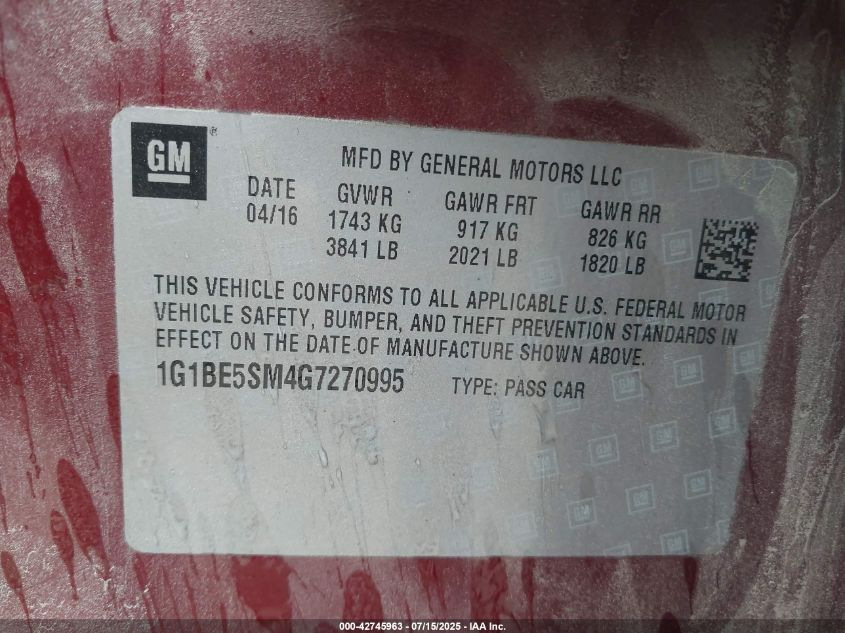 GM ®
MFD BY GENERAL MOTORS LLC
DATE GVWR GAWR FRT GAWR RR
04/16 1743 KG 917 KG 826 KG
3841 LB 2021 LB 1820 LB
THIS VEHICLE CONFORMS TO ALL APPLICABLE U.S. FEDERAL MOTOR
VEHICLE SAFETY, BUMPER, AND THEFT PREVENTION STANDARDS IN
EFFECT ON THE DATE OF MANUFACTURE SHOWN ABOVE.
1G1BE5SM4G7270995 TYPE: PASS CAR
000-42745963 - 07/15/2025 - IAA Inc.